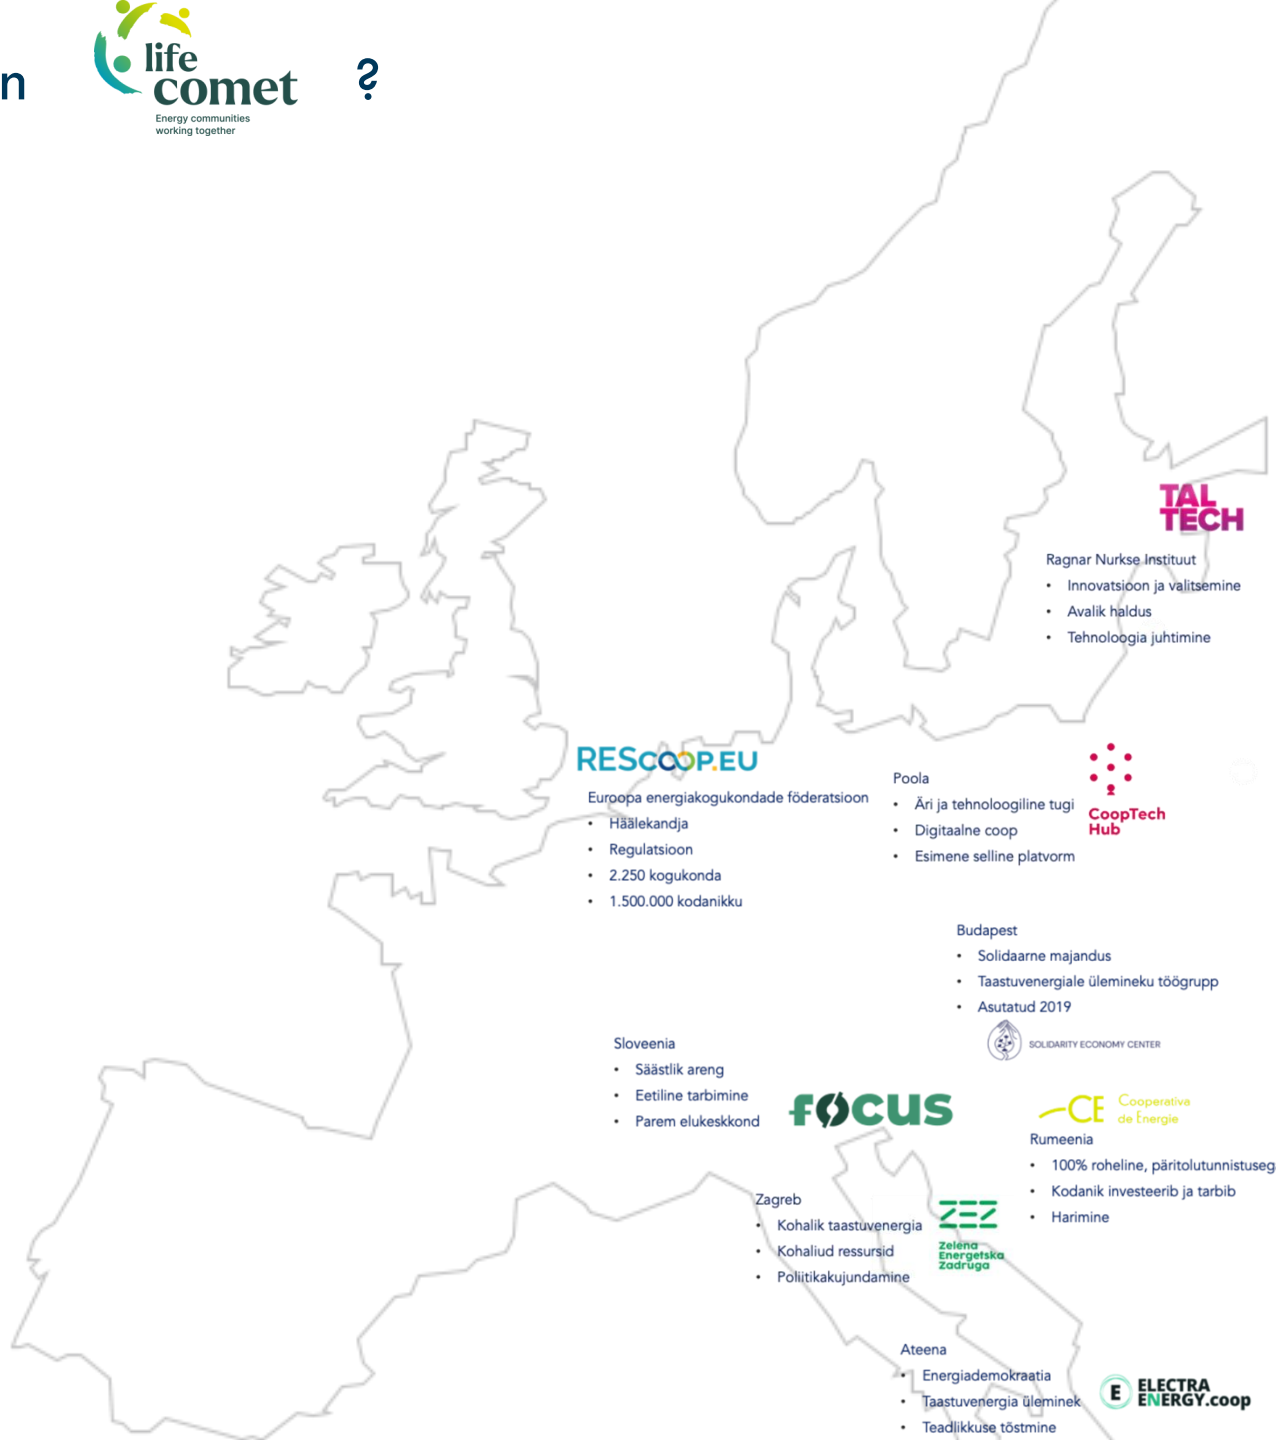 n
life
comet
?
Energy communities
working together
TAL
TECH
Ragnar Nurkse Instituut
• Innovatsioon ja valitsemine
• Avalik haldus
• Tehnoloogia juhtimine
RESCOOP.EU
Euroopa energiakogukondade föderatsioon
• Häälekandja
• Regulatsioon
• 2.250 kogukonda
• 1.500.000 kodanikku
Poola
• Äri ja tehnoloogiline tugi
• Digitaalne coop
• Esimene selline platvorm
CoopTech
Hub
Budapest
• Solidaarne majandus
• Taastuvenergiale ülemineku töögrupp
• Asutatud 2019
SOLIDARITY ECONOMY CENTER
Sloveenia
• Säästlik areng
• Eetiline tarbimine
• Parem elukeskkond
FOCUS
CE
Cooperativa
de Energie
Rumeenia
• 100% roheline, päritolutunnistuseg
• Kodanik investeerib ja tarbib
• Harimine
Zagreb
• Kohalik taastuvenergia
• Kohaliud ressursid
• Poliitikakujundamine
ZEZ
Zelena
Energetska
Zadruga
Ateena
• Energiademokraatia
• Taastuvenergia üleminek
• Teadlikkuse töstmine
E
ELECTRA
ENERGY.coop